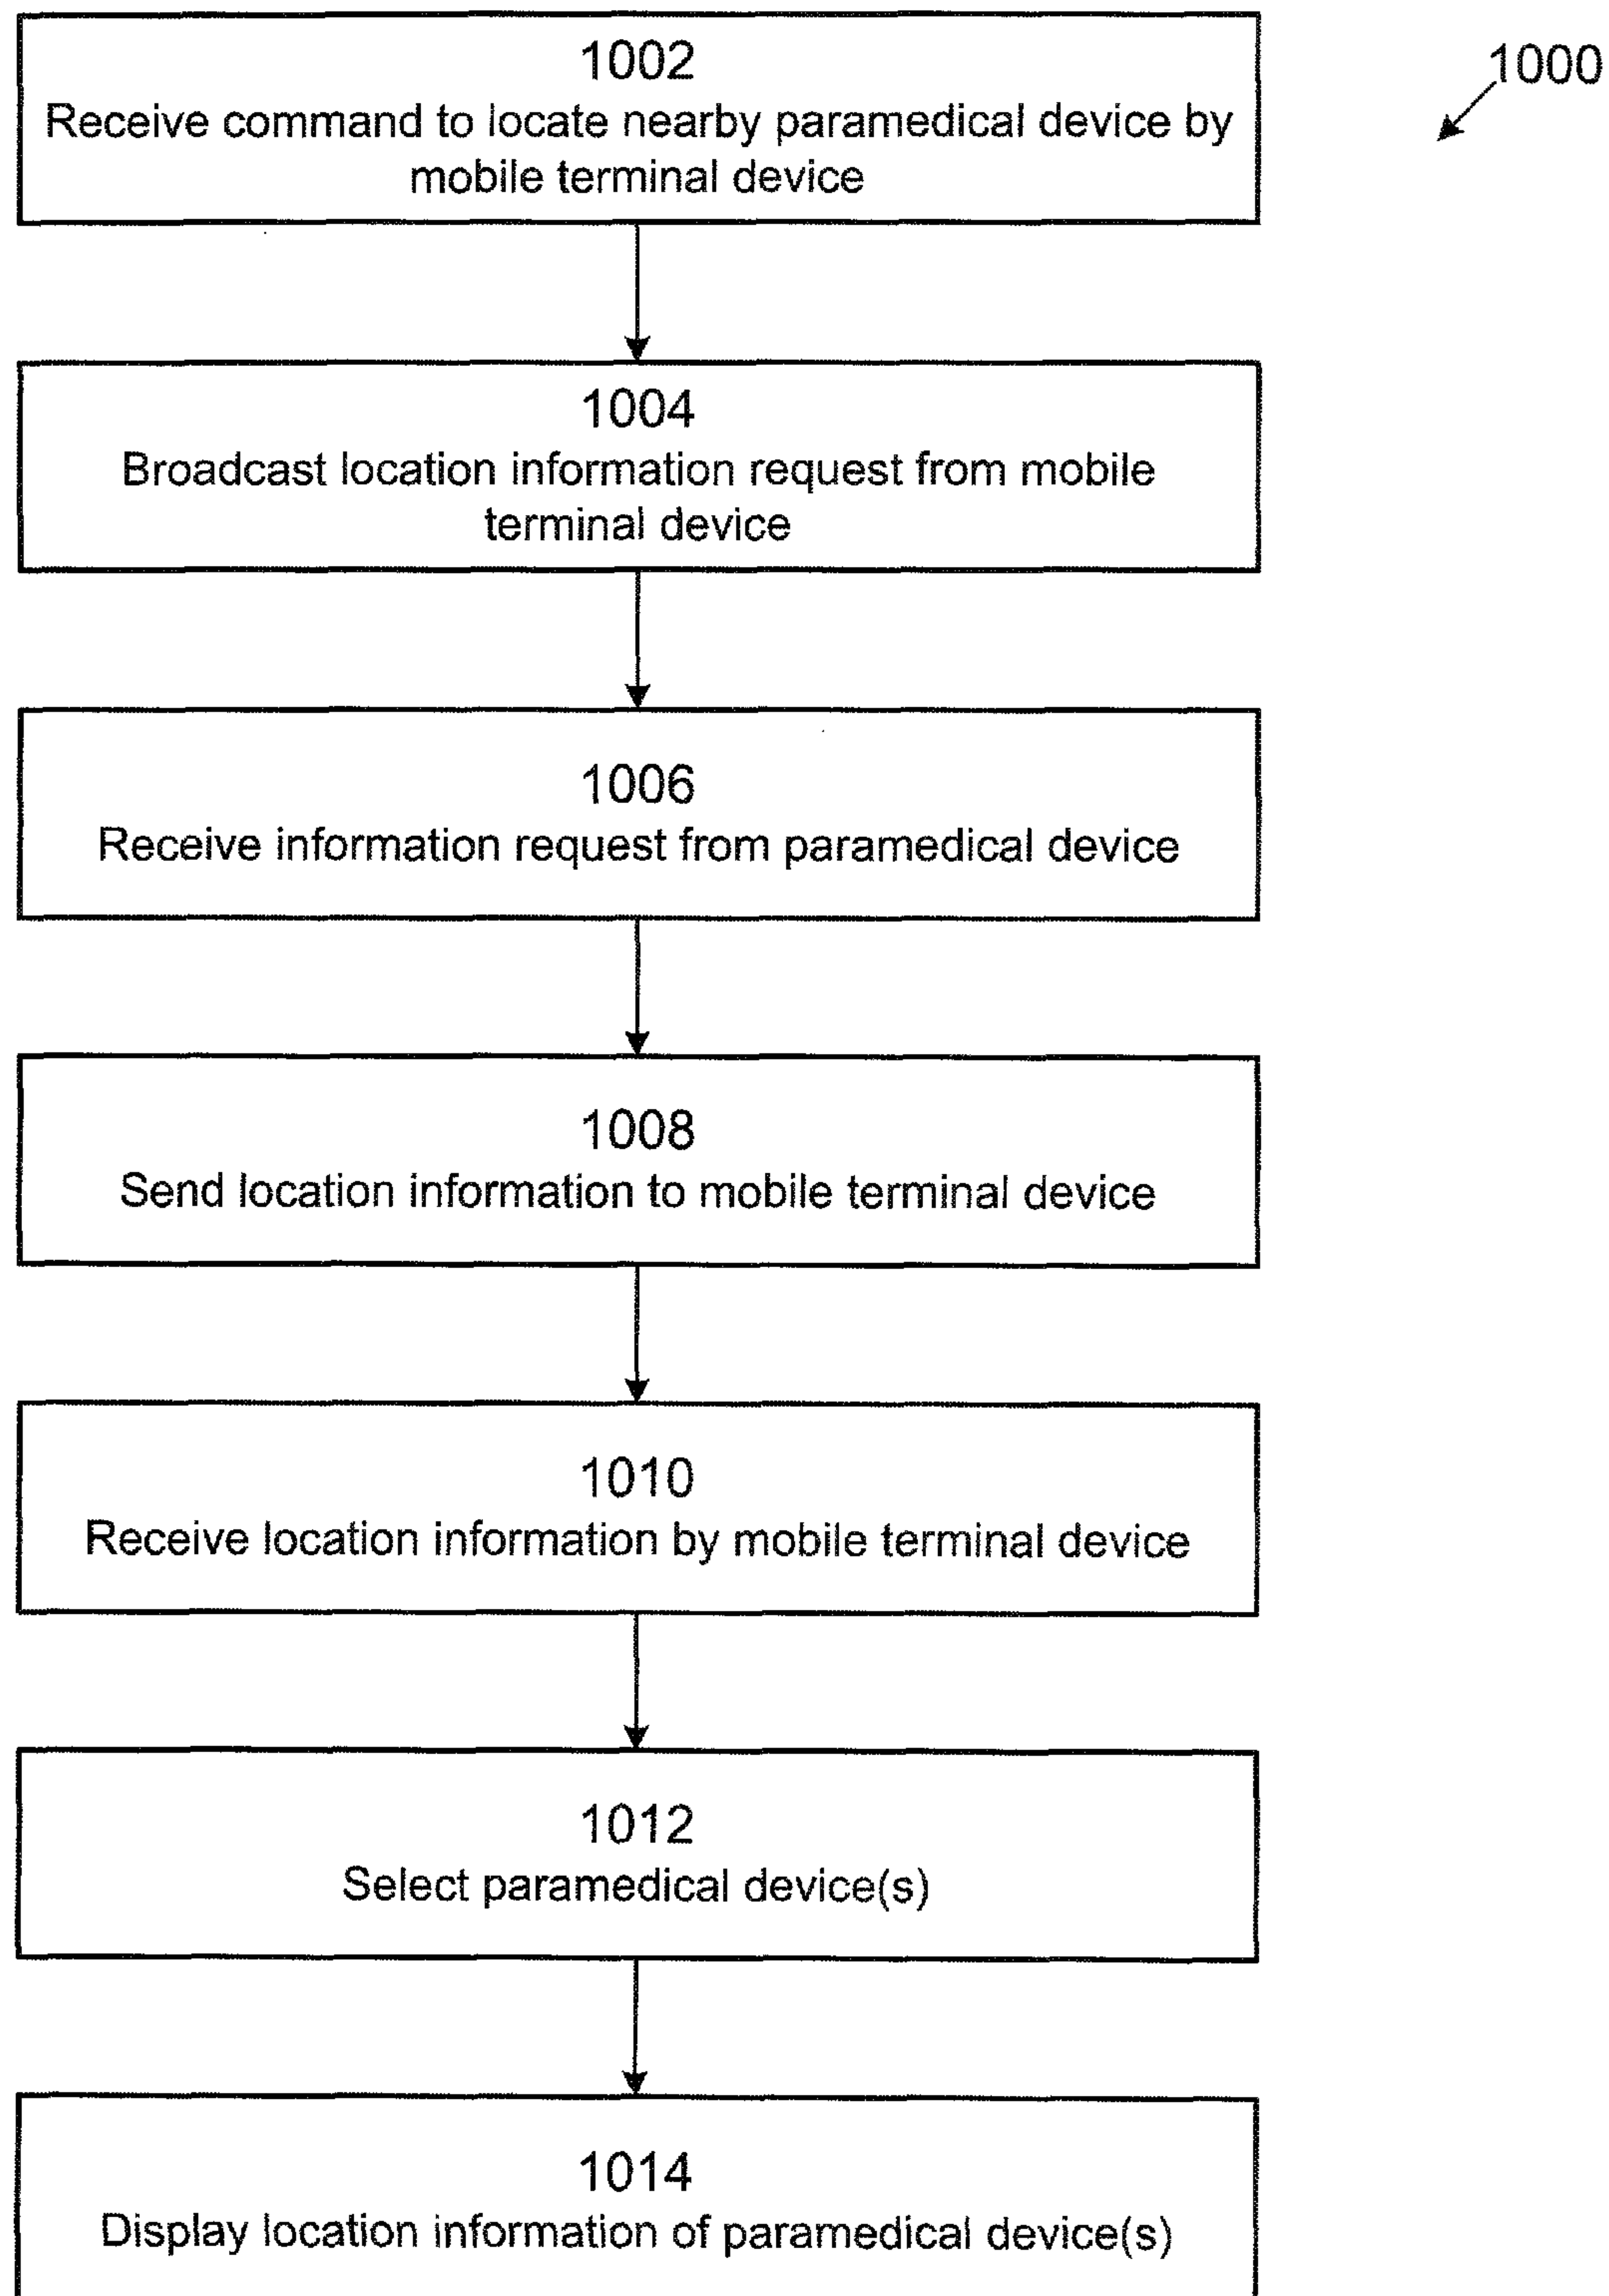 1000
1002
Receive command to locate nearby paramedical device by
mobile terminal device
1004
Broadcast location information request from mobile
terminal device
1006
Receive information request from paramedical device
1008
Send location information to mobile terminal device
1010
Receive location information by mobile terminal device
1012
Select paramedical device(s)
1014
Display location information of paramedical device(s)